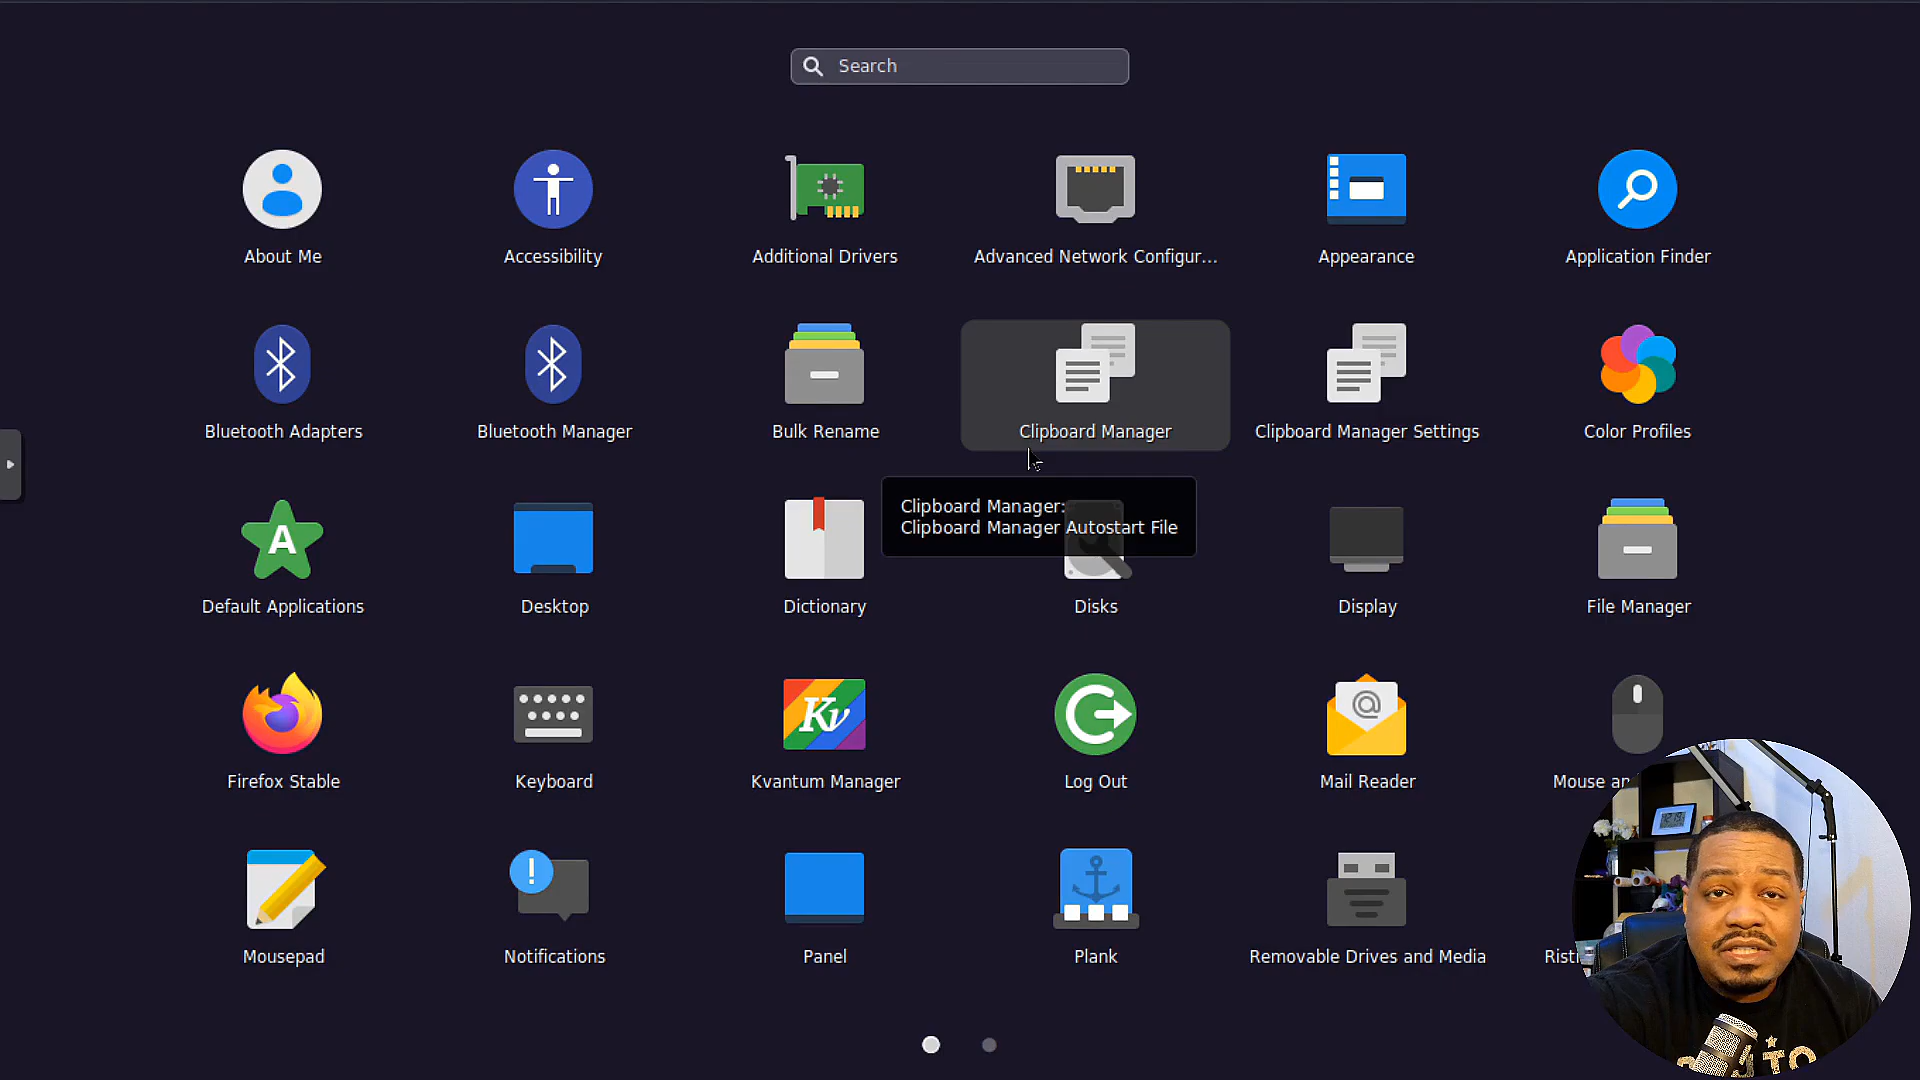 Search
About Me
Accessibility
Additional Drivers
Advanced Network Configur...
Appearance
Application Finder
Bluetooth Adapters
Bluetooth Manager
Bulk Rename
Clipboard Manager
Clipboard Manager Settings
Color Profiles
Clipboard Manager:
Clipboard Manager Autostart File
A
Default Applications
Desktop
Dictionary
Disks
Display
File Manager
Kv
@
Firefox Stable
Keyboard
Kvantum Manager
Log Out
Mail Reader
Mouse
!
Mousepad
Notifications
Panel
Plank
Removable Drives and Media